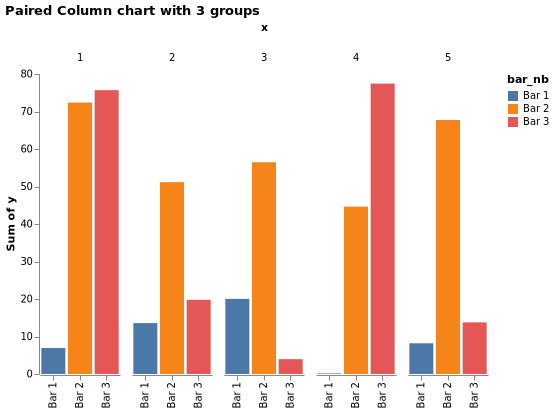 Paired Column chart with 3 groups
x
1 2 3 4 5
bar_nb
Bar 1
Bar 2
Bar 3
Sum of y
80
70
60
50
40
30
20
10
0
Bar 1 Bar 2 Bar 3 Bar 1 Bar 2 Bar 3 Bar 1 Bar 2 Bar 3 Bar 1 Bar 2 Bar 3 Bar 1 Bar 2 Bar 3